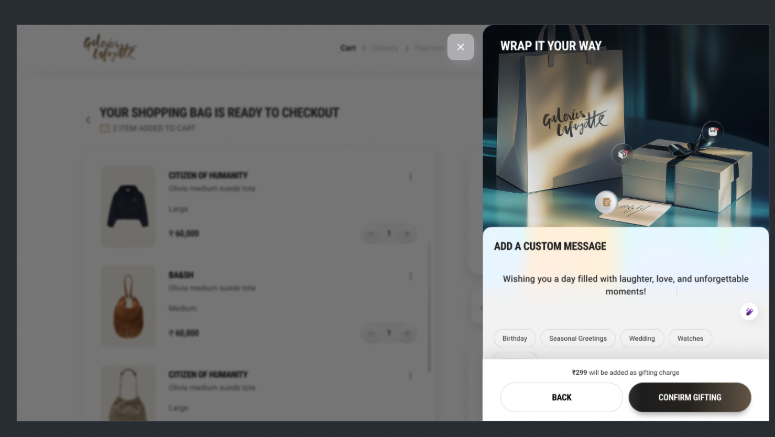 Galeries Lafayette
Cart > Delivery > Payment
YOUR SHOPPING BAG IS READY TO CHECKOUT
2 ITEM ADDED TO CART
CITIZEN OF HUMANITY
Olivia medium suede tote
Large
₹ 60,000
1
BA&SH
Olivia medium suede tote
Medium
₹ 60,000
1
CITIZEN OF HUMANITY
Olivia medium suede tote
Large
WRAP IT YOUR WAY
Galeries Lafayette
ADD A CUSTOM MESSAGE
Wishing you a day filled with laughter, love, and unforgettable
moments!
Birthday
Seasonal Greetings
Wedding
Watches
₹299 will be added as gifting charge
BACK
CONFIRM GIFTING